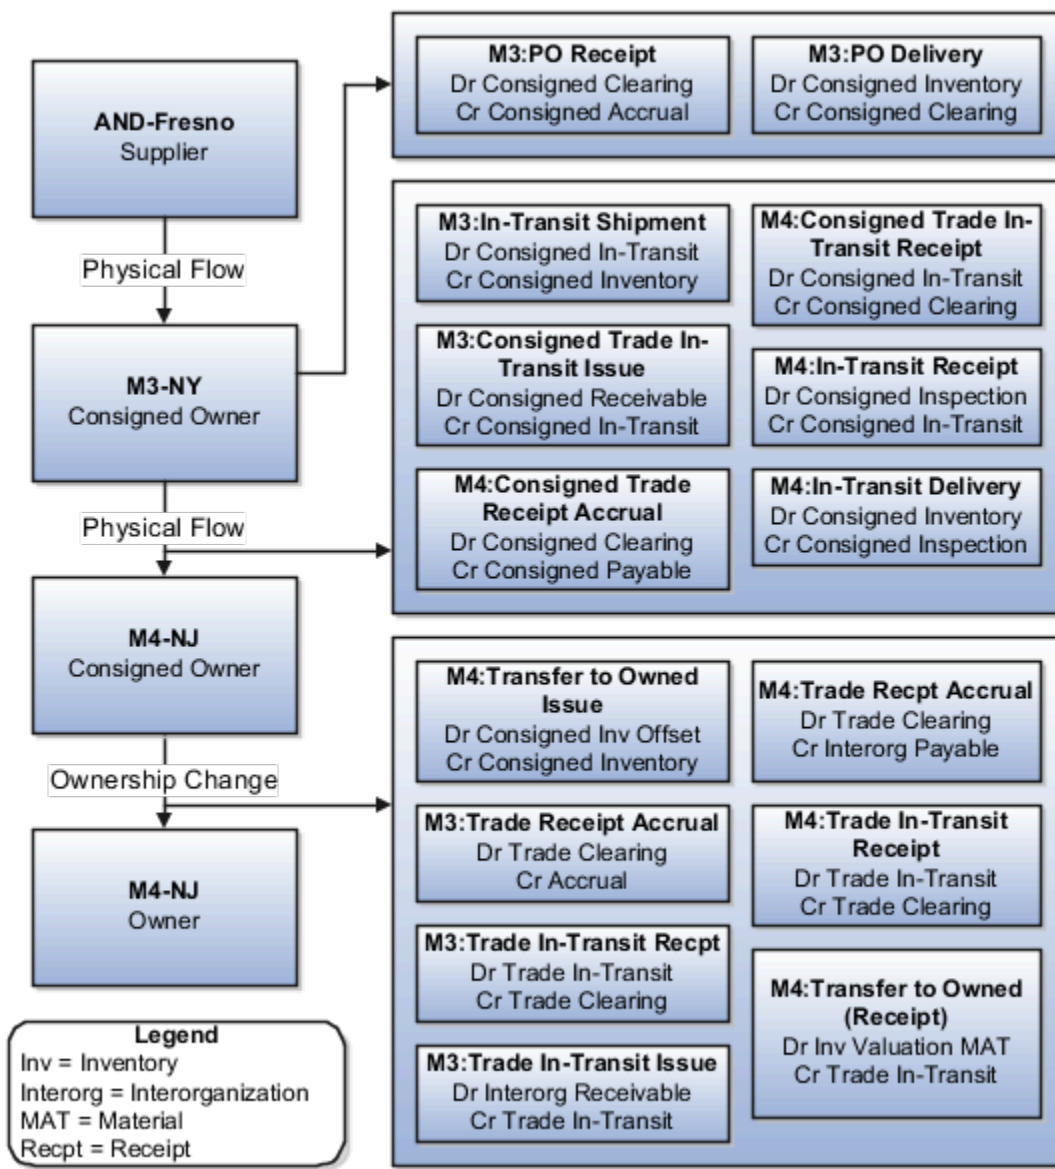 AND-Fresno
Supplier
Physical Flow
M3-NY
Consigned Owner
Physical Flow
M4-NJ
Consigned Owner
Ownership Change
M4-NJ
Owner
Legend
Inv = Inventory
Interorg = Interorganization
MAT = Material
Recpt = Receipt
M3:PO Receipt
Dr Consigned Clearing
Cr Consigned Accrual
M3:PO Delivery
Dr Consigned Inventory
Cr Consigned Clearing
M3:In-Transit Shipment
Dr Consigned In-Transit
Cr Consigned Inventory
M3:Consigned Trade In-
Transit Issue
Dr Consigned Receivable
Cr Consigned In-Transit
M4:Consigned Trade
Receipt Accrual
Dr Consigned Clearing
Cr Consigned Payable
M4:Consigned Trade In-
Transit Receipt
Dr Consigned In-Transit
Cr Consigned Clearing
M4:In-Transit Receipt
Dr Consigned Inspection
Cr Consigned In-Transit
M4:In-Transit Delivery
Dr Consigned Inventory
Cr Consigned Inspection
M4:Transfer to Owned
Issue
Dr Consigned Inv Offset
Cr Consigned Inventory
M3:Trade Receipt Accrual
Dr Trade Clearing
Cr Accrual
M3:Trade In-Transit Recpt
Dr Trade In-Transit
Cr Trade Clearing
M3:Trade In-Transit Issue
Dr Interorg Receivable
Cr Trade In-Transit
M4:Trade Recpt Accrual
Dr Trade Clearing
Cr Interorg Payable
M4:Trade In-Transit
Receipt
Dr Trade In-Transit
Cr Trade Clearing
M4:Transfer to Owned
(Receipt)
Dr Inv Valuation MAT
Cr Trade In-Transit